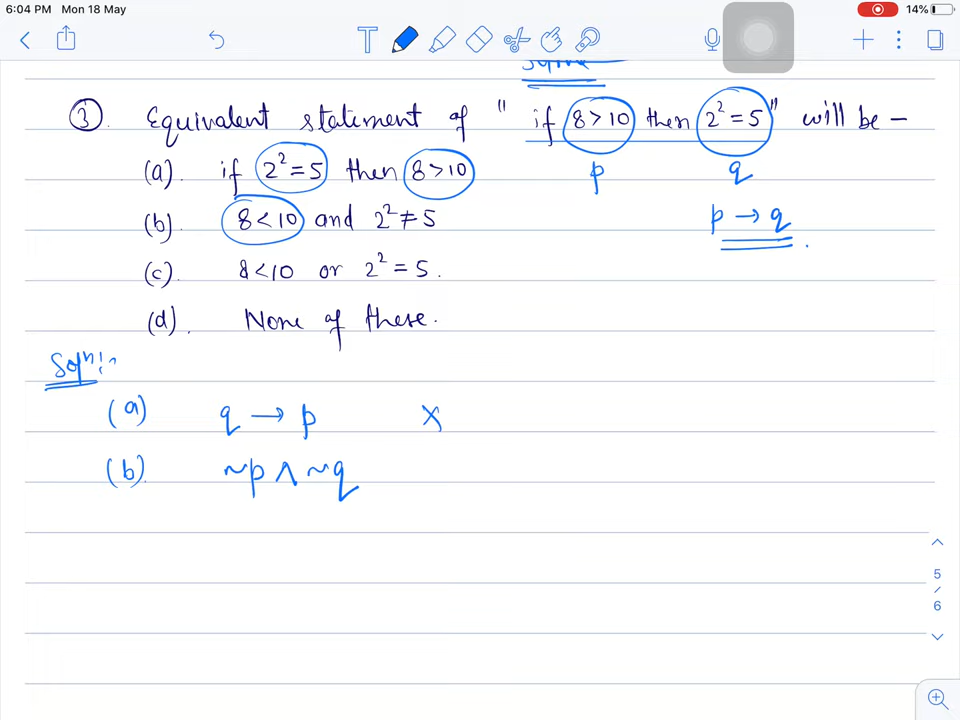 6:04 PM Mon 18 May
14%
T
③. Equivalent statement of "if 8 > 10 then 2² = 5" will be –
(a). if 2² = 5 then 8 > 10
p q
(b). 8 < 10 and 2² ≠ 5
p → q
(c). 8 < 10 or 2² = 5.
(d). None of these.
Solⁿ:
(a) q → p X
(b). ~p ∧ ~q
5
/
6